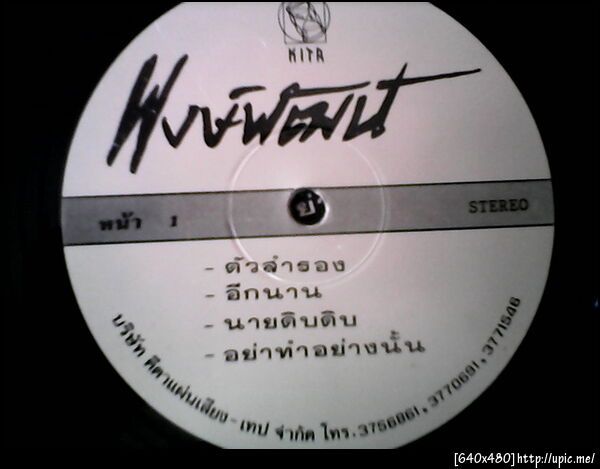 KITA
พงษ์พัฒน์
หน้า 1
STEREO
- ตัวสำรอง
- อีกนาน
- นายดิบดิบ
- อย่าทำอย่างนั้น
บริษัท คีตาแผ่นเสียง - เทป จำกัด โทร. 3756861, 3770691, 3771546
[640x480]http://upic.me/